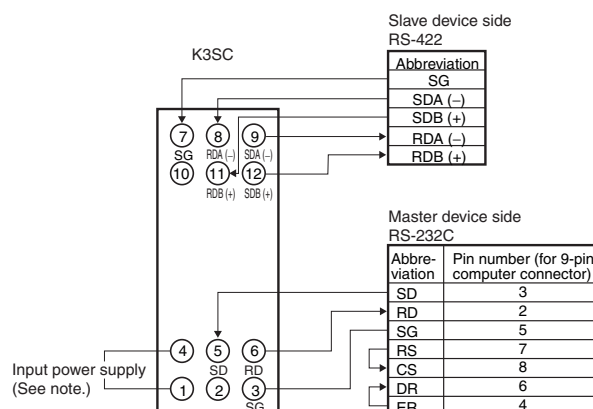 Slave device side
RS-422
K3SC
Abbreviation
SG
SDA (–)
SDB (+)
RDA (–)
RDB (+)
7 8 9
SG RDA (–) SDA (–)
10 11 12
RDB (+) SDB (+)
Master device side
RS-232C
Abbre-viation Pin number (for 9-pin computer connector)
SD 3
RD 2
SG 5
RS 7
CS 8
DR 6
ER 4
4 5 6
SD RD
Input power supply
(See note.)
1 2 3
SG